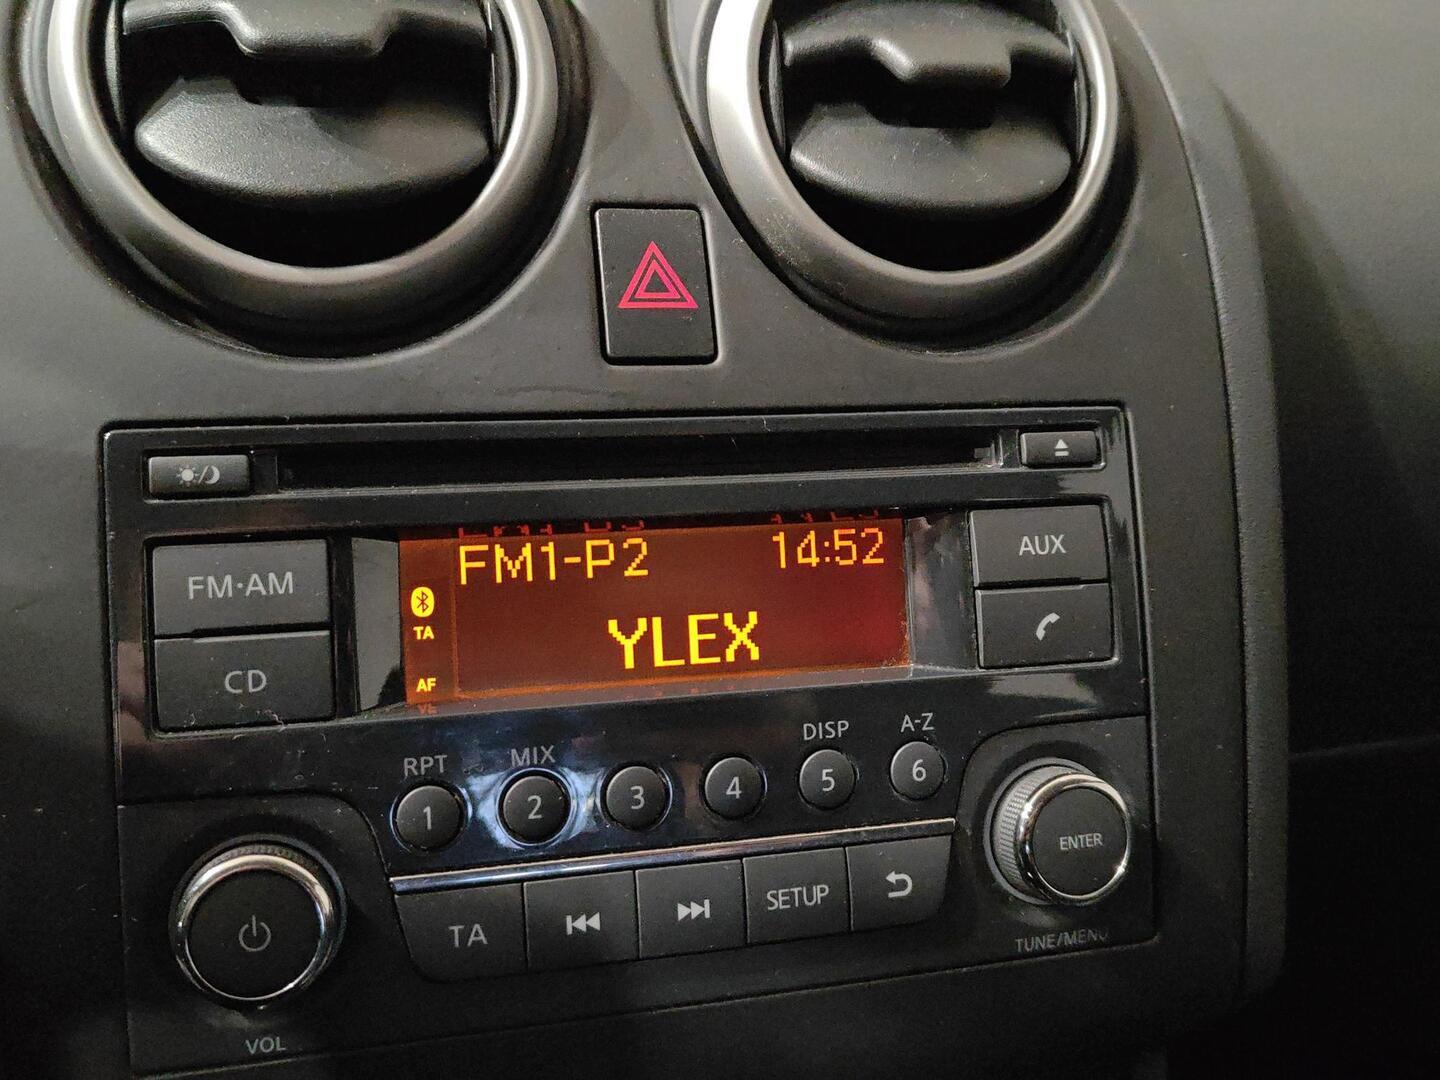 FM·AM
CD
FM1-P2 14:52
TA
YLEX
AF
AUX
RPT MIX DISP A-Z
1 2 3 4 5 6
TA SETUP
ENTER
TUNE/MENU
VOL